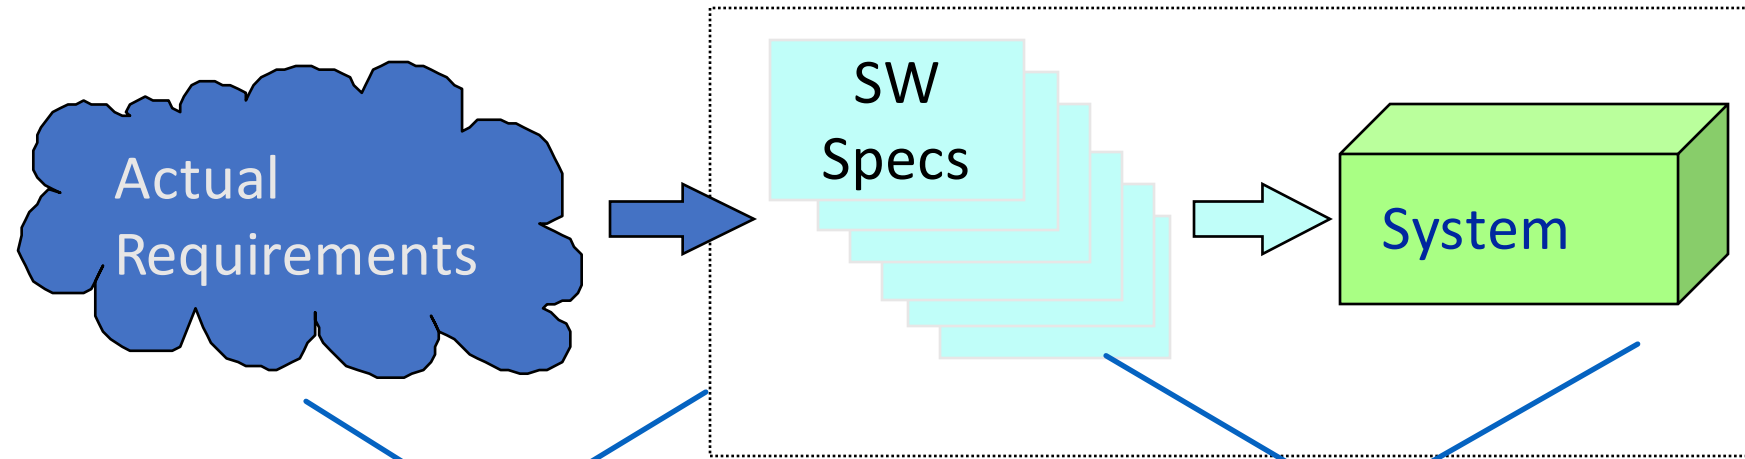 Actual
Requirements
SW
Specs
System